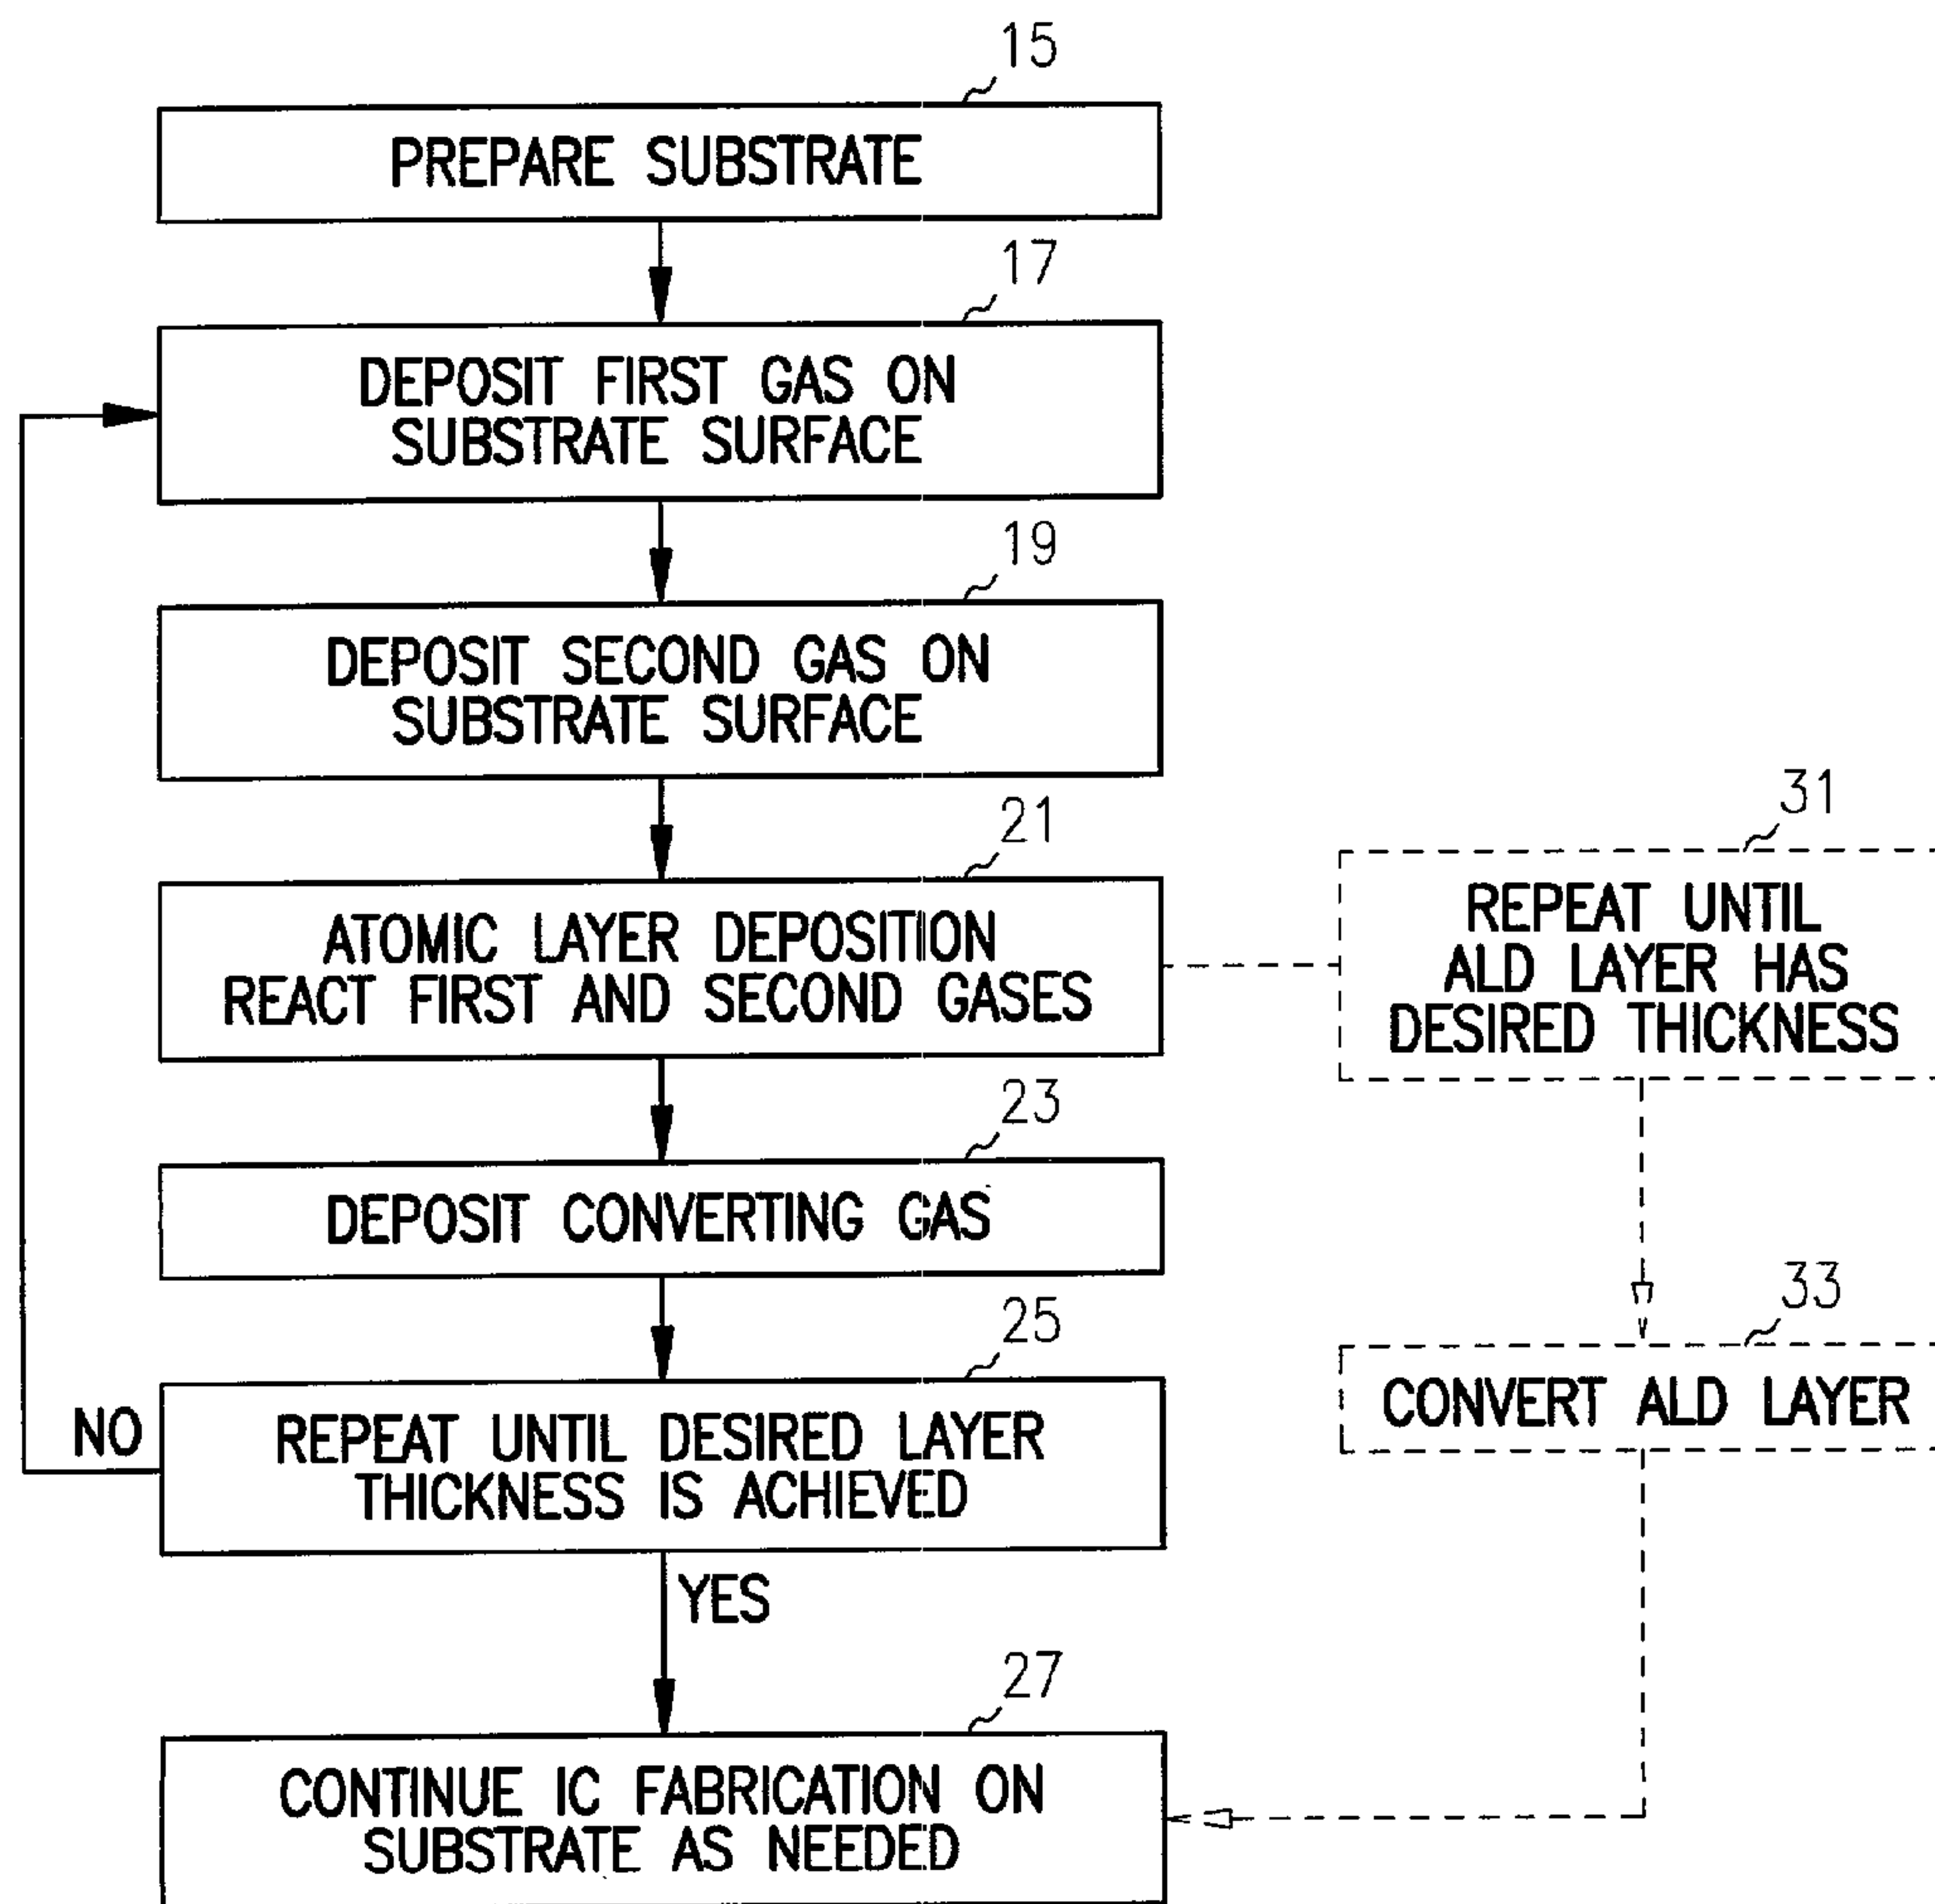 15
PREPARE SUBSTRATE
17
DEPOSIT FIRST GAS ON
SUBSTRATE SURFACE
19
DEPOSIT SECOND GAS ON
SUBSTRATE SURFACE
21
ATOMIC LAYER DEPOSITION
REACT FIRST AND SECOND GASES
23
DEPOSIT CONVERTING GAS
25
NO
REPEAT UNTIL DESIRED LAYER
THICKNESS IS ACHIEVED
YES
27
CONTINUE IC FABRICATION ON
SUBSTRATE AS NEEDED
31
REPEAT UNTIL
ALD LAYER HAS
DESIRED THICKNESS
33
CONVERT ALD LAYER